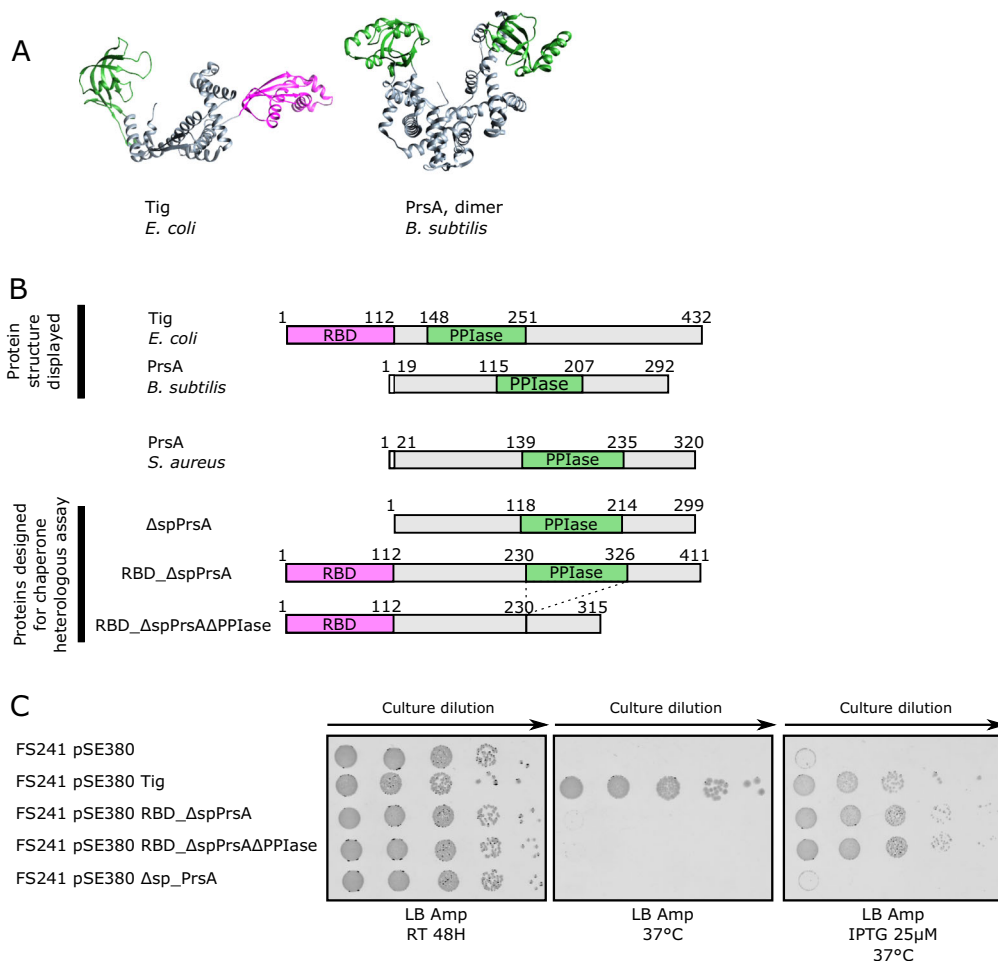 A
Tig
E. coli
PrsA, dimer
B. subtilis
B
Protein
structure
displayed
Tig
E. coli
1 112 148 251 432
RBD PPIase
PrsA
B. subtilis
1 19 115 207 292
PPIase
PrsA
S. aureus
1 21 139 235 320
PPIase
Proteins designed
for chaperone
heterologous assay
ΔspPrsA
1 118 214 299
PPIase
RBD_ΔspPrsA
1 112 230 326 411
RBD PPIase
RBD_ΔspPrsAΔPPIase
1 112 230 315
RBD
C
Culture dilution Culture dilution Culture dilution
FS241 pSE380
FS241 pSE380 Tig
FS241 pSE380 RBD_ΔspPrsA
FS241 pSE380 RBD_ΔspPrsAΔPPIase
FS241 pSE380 Δsp_PrsA
LB Amp
RT 48H
LB Amp
37°C
LB Amp
IPTG 25µM
37°C